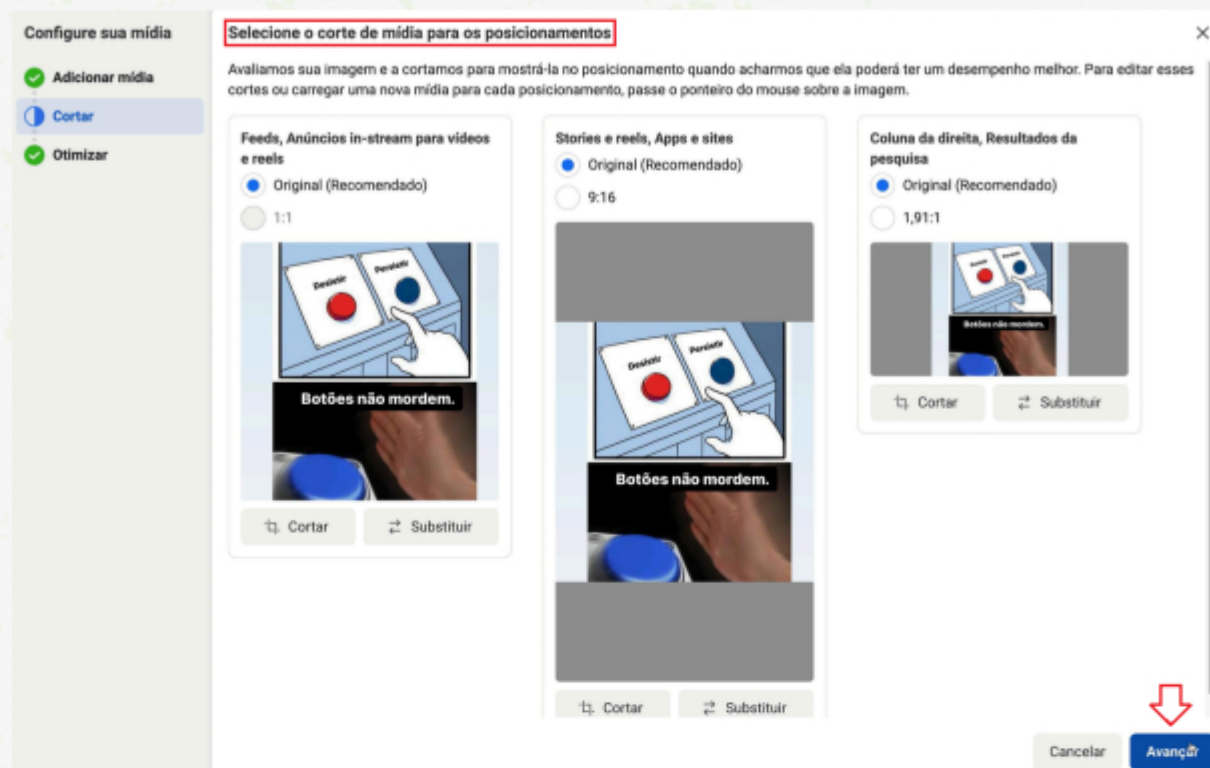 Configure sua mídia
Adicionar mídia
Cortar
Otimizar
Selecione o corte de mídia para os posicionamentos
Avaliamos sua imagem e a cortamos para mostrá-la no posicionamento quando acharmos que ela poderá ter um desempenho melhor. Para editar esses
cortes ou carregar uma nova mídia para cada posicionamento, passe o ponteiro do mouse sobre a imagem.
Feeds, Anúncios in-stream para vídeos
e reels
Original (Recomendado)
1:1
Desistir
Persistir
Botões não mordem.
Cortar
Substituir
Stories e reels, Apps e sites
Original (Recomendado)
9:16
Desistir
Persistir
Botões não mordem.
Cortar
Substituir
Coluna da direita, Resultados da
pesquisa
Original (Recomendado)
1,91:1
Desistir
Persistir
Botões não mordem.
Cortar
Substituir
Cancelar
Avançar